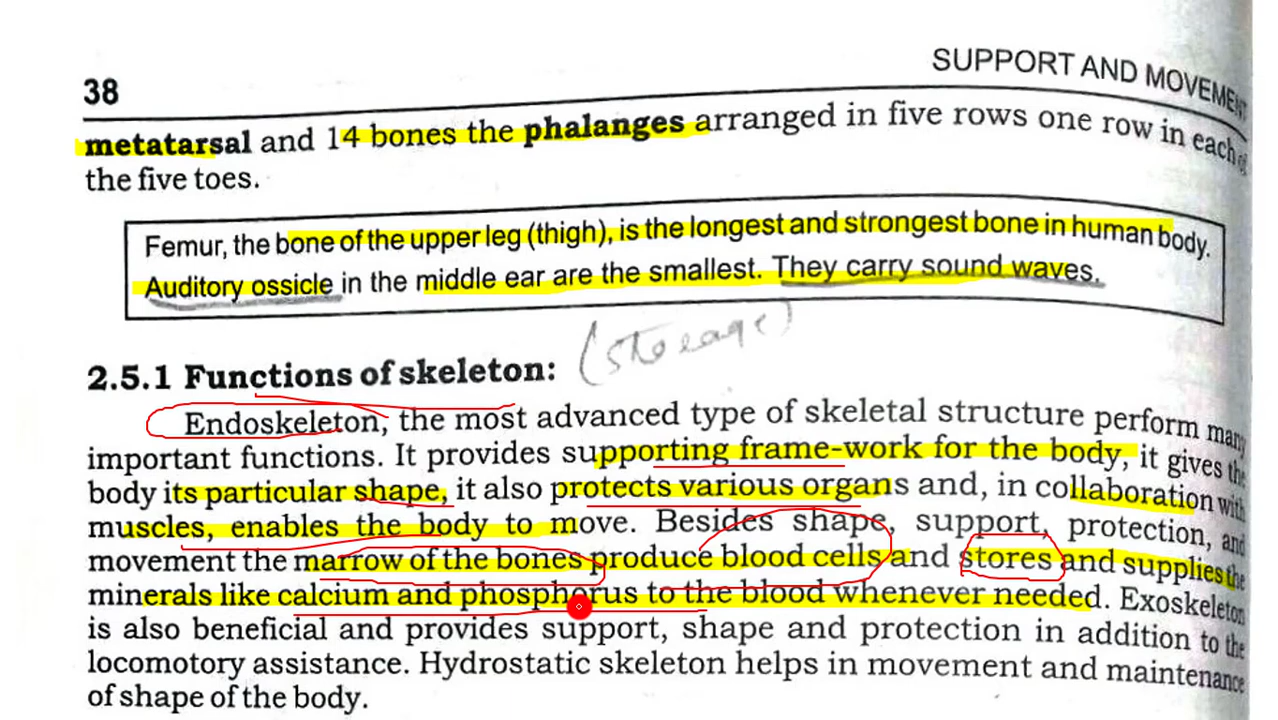 38
SUPPORT AND MOVEMENT
metatarsal and 14 bones the phalanges arranged in five rows one row in each of
the five toes.
Femur, the bone of the upper leg (thigh), is the longest and strongest bone in human body.
Auditory ossicle in the middle ear are the smallest. They carry sound waves.
(storage)
2.5.1 Functions of skeleton:
Endoskeleton, the most advanced type of skeletal structure perform many
important functions. It provides supporting frame-work for the body, it gives the
body its particular shape, it also protects various organs and, in collaboration with
muscles, enables the body to move. Besides shape, support, protection, and
movement the marrow of the bones produce blood cells and stores and supplies the
minerals like calcium and phosphorus to the blood whenever needed. Exoskeleton
is also beneficial and provides support, shape and protection in addition to the
locomotory assistance. Hydrostatic skeleton helps in movement and maintenance
of shape of the body.